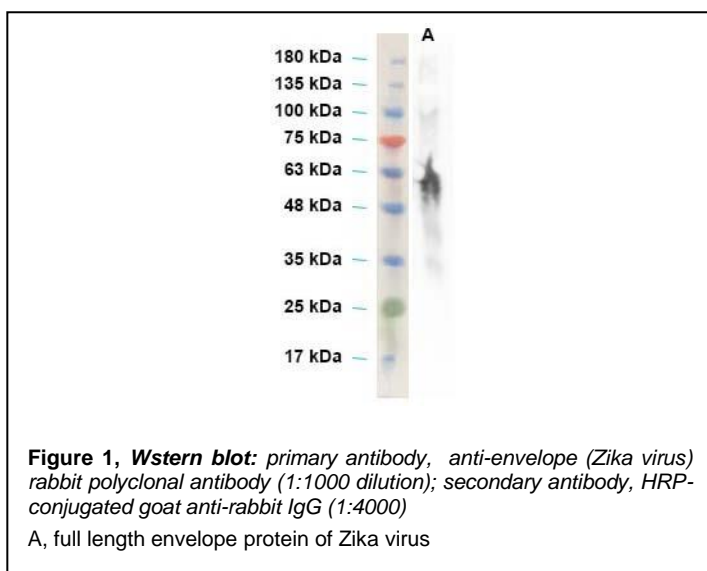 A
180 kDa
135 kDa
100 kDa
75 kDa
63 kDa
48 kDa
35 kDa
25 kDa
17 kDa
Figure 1, Wstern blot: primary antibody, anti-envelope (Zika virus)
rabbit polyclonal antibody (1:1000 dilution); secondary antibody, HRP-
conjugated goat anti-rabbit IgG (1:4000)
A, full length envelope protein of Zika virus